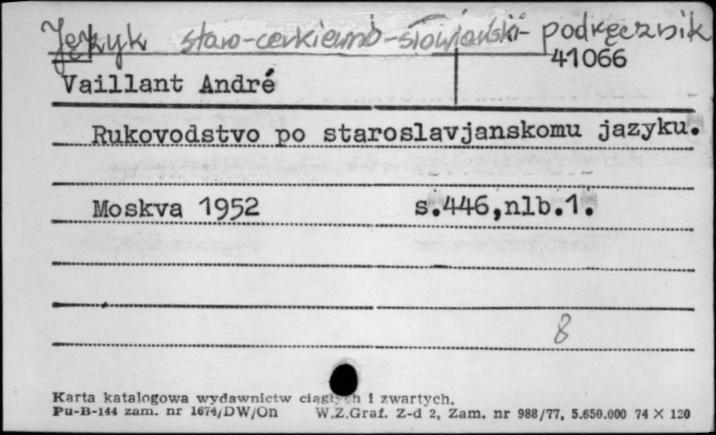 Język staro-cerkiewno-słowiański- podręcznik
41066
Vaillant André
Rukovodstvo po staroslavjanskomu jazyku.
Moskva 1952 s.446,nlb.1.
8
Karta katalogowa wydawnictw ciągłych i zwartych.
Pu-B-144 zam. nr 1674/DW/On W.Z.Graf. Z-d 2, Zam. nr 988/77, 5.650.000 74 × 120